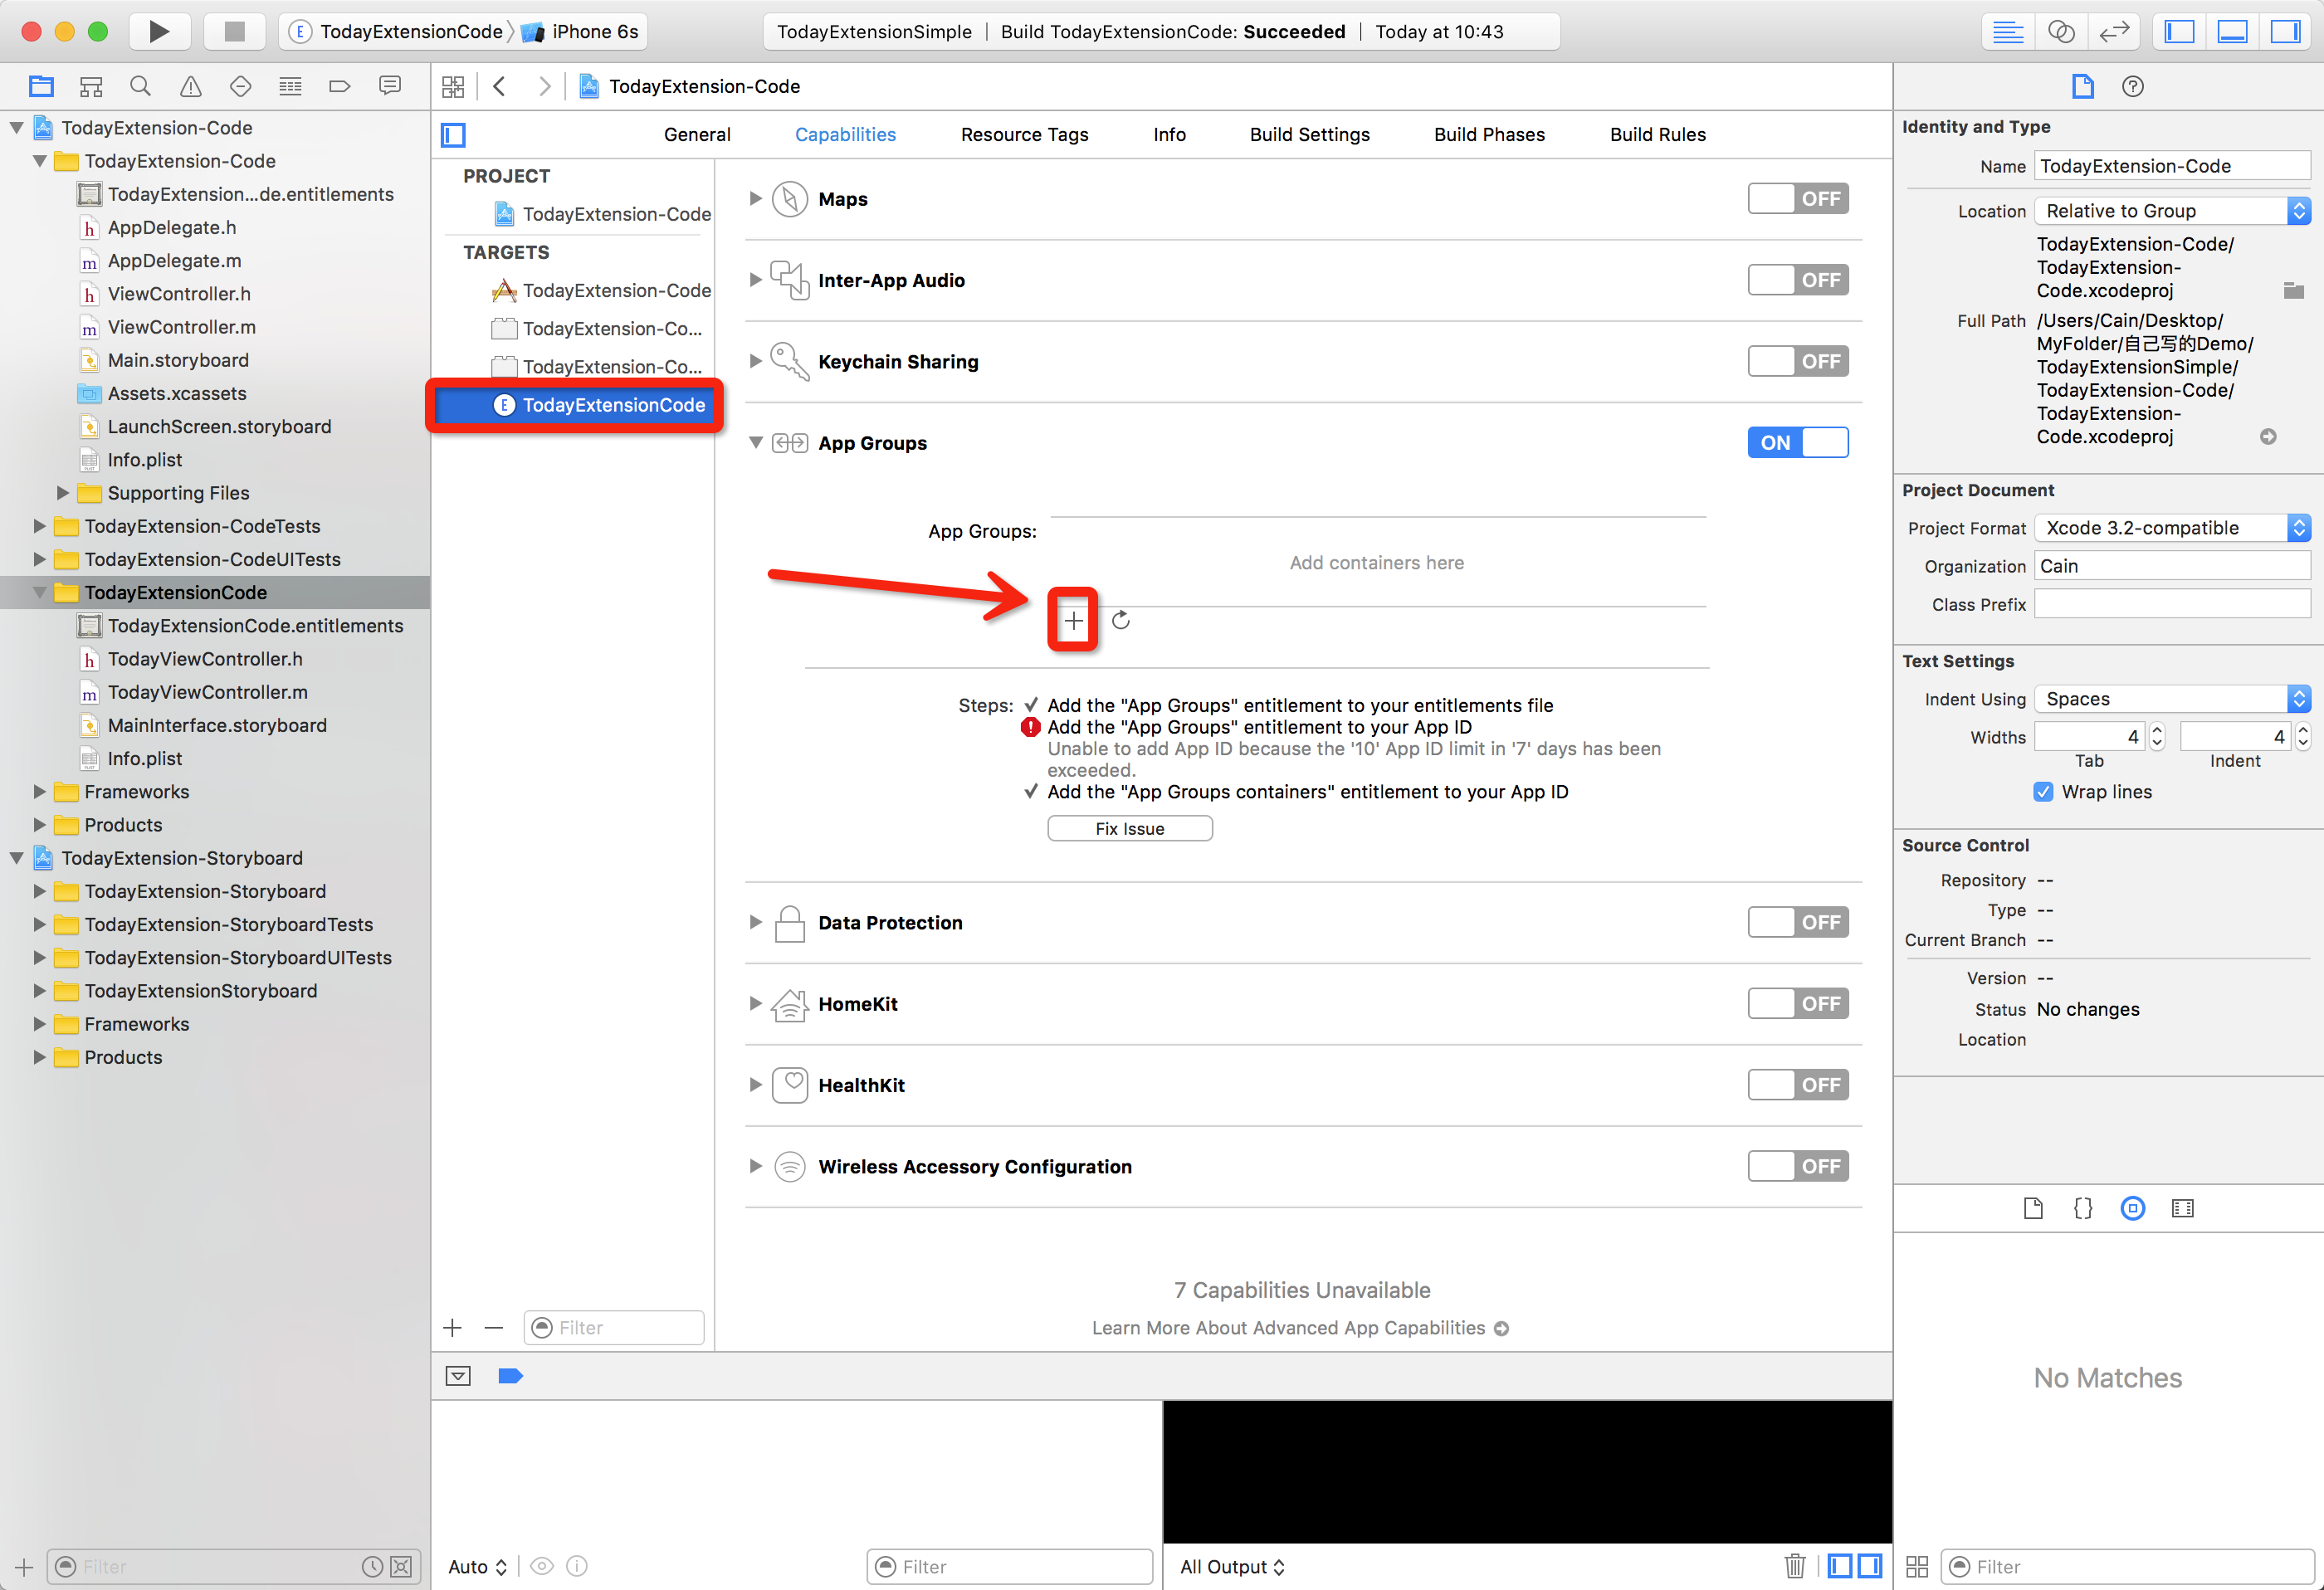 TodayExtensionCode iPhone 6s
TodayExtensionSimple | Build TodayExtensionCode: Succeeded | Today at 10:43
TodayExtension-Code
TodayExtension-Code
TodayExtension...de.entitlements
AppDelegate.h
AppDelegate.m
ViewController.h
ViewController.m
Main.storyboard
Assets.xcassets
LaunchScreen.storyboard
Info.plist
Supporting Files
TodayExtension-CodeTests
TodayExtension-CodeUITests
TodayExtensionCode
TodayExtensionCode.entitlements
TodayViewController.h
TodayViewController.m
MainInterface.storyboard
Info.plist
Frameworks
Products
TodayExtension-Storyboard
TodayExtension-Storyboard
TodayExtension-StoryboardTests
TodayExtension-StoryboardUITests
TodayExtensionStoryboard
Frameworks
Products
Filter
TodayExtension-Code
General Capabilities Resource Tags Info Build Settings Build Phases Build Rules
PROJECT
TodayExtension-Code
TARGETS
TodayExtension-Code
TodayExtension-Co...
TodayExtension-Co...
TodayExtensionCode
Filter
Maps OFF
Inter-App Audio OFF
Keychain Sharing OFF
App Groups ON
App Groups:
Add containers here
Steps: ✓ Add the "App Groups" entitlement to your entitlements file
Add the "App Groups" entitlement to your App ID
Unable to add App ID because the '10' App ID limit in '7' days has been
exceeded.
✓ Add the "App Groups containers" entitlement to your App ID
Fix Issue
Data Protection OFF
HomeKit OFF
HealthKit OFF
Wireless Accessory Configuration OFF
7 Capabilities Unavailable
Learn More About Advanced App Capabilities
Auto
Filter
All Output
Identity and Type
Name TodayExtension-Code
Location Relative to Group
TodayExtension-Code/
TodayExtension-
Code.xcodeproj
Full Path /Users/Cain/Desktop/
MyFolder/自己写的Demo/
TodayExtensionSimple/
TodayExtension-Code/
TodayExtension-
Code.xcodeproj
Project Document
Project Format Xcode 3.2-compatible
Organization Cain
Class Prefix
Text Settings
Indent Using Spaces
Widths 4 4
Tab Indent
Wrap lines
Source Control
Repository --
Type --
Current Branch --
Version --
Status No changes
Location
No Matches
Filter